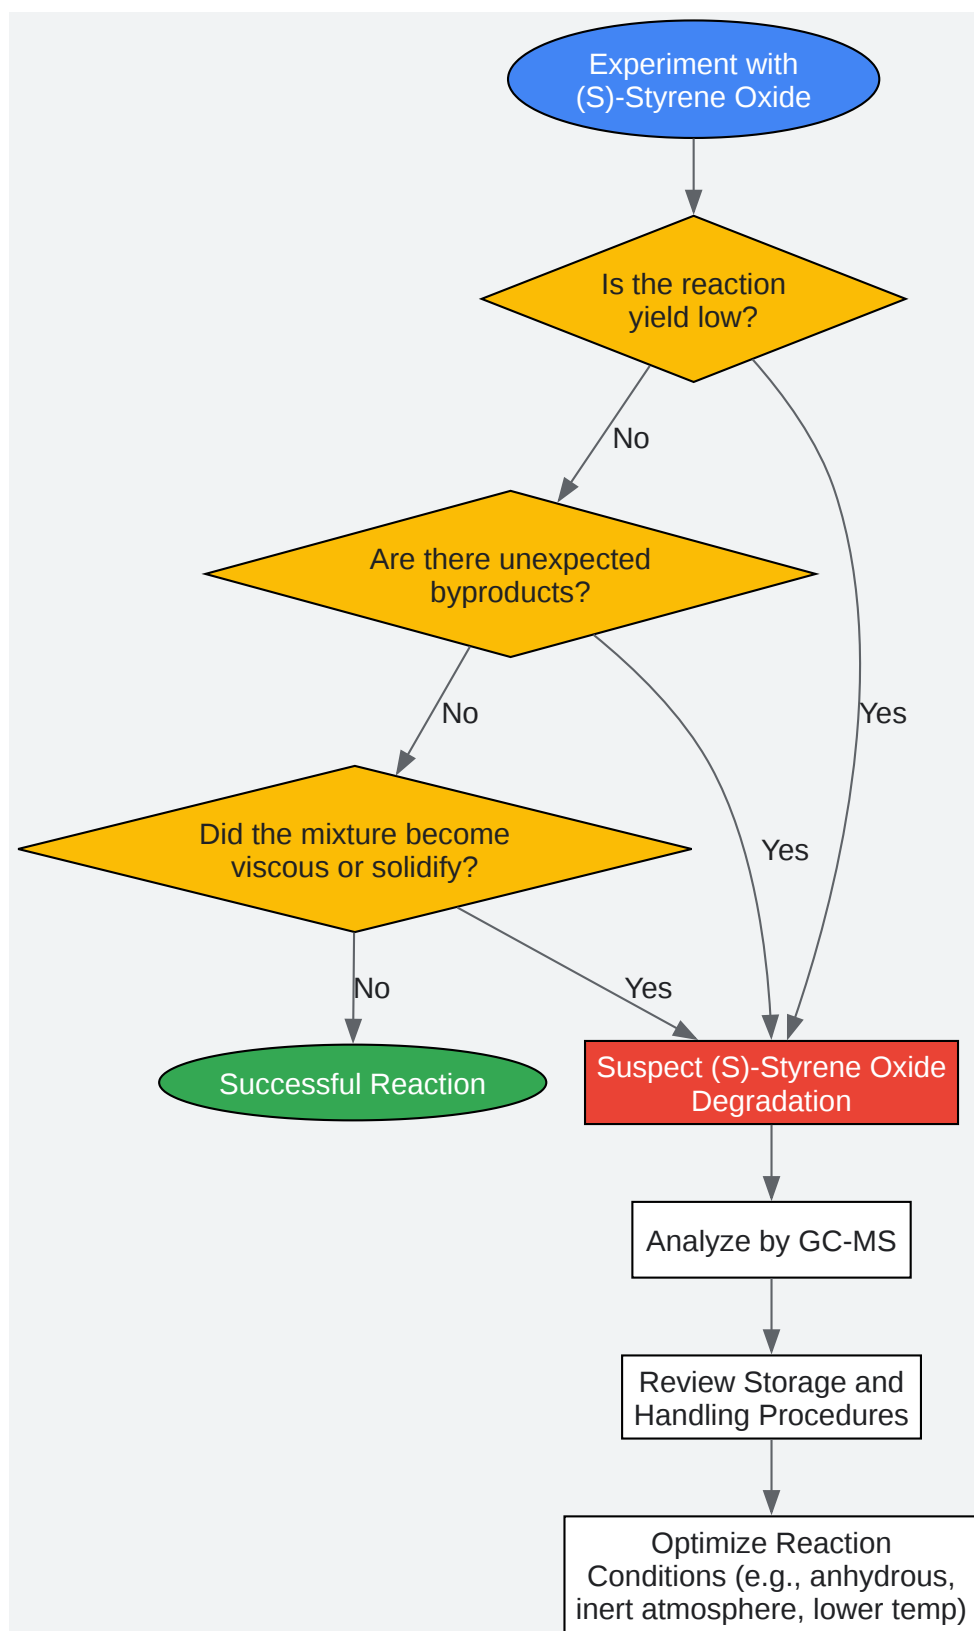 Experiment with
(S)-Styrene Oxide
Is the reaction
yield low?
No
Are there unexpected
byproducts?
No
Yes
Did the mixture become
viscous or solidify?
Yes
No
Yes
Successful Reaction
Suspect (S)-Styrene Oxide
Degradation
Analyze by GC-MS
Review Storage and
Handling Procedures
Optimize Reaction
Conditions (e.g., anhydrous,
inert atmosphere, lower temp)